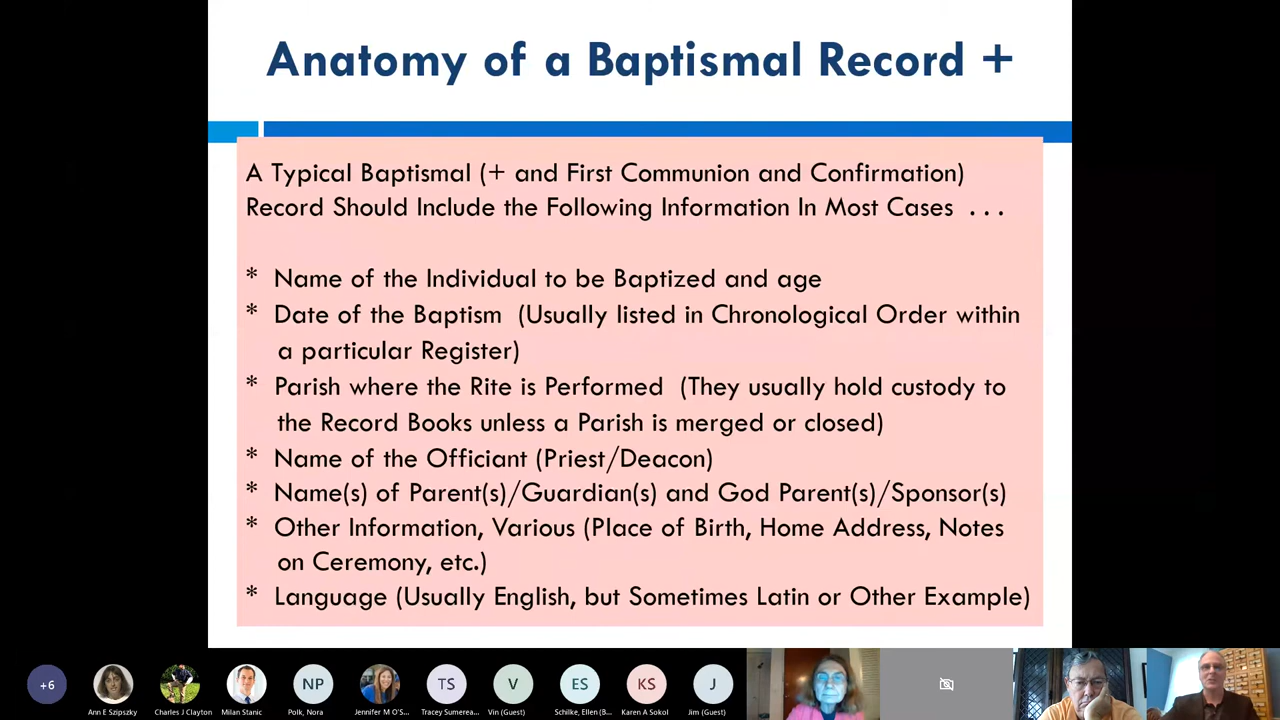 Anatomy of a Baptismal Record +
A Typical Baptismal (+ and First Communion and Confirmation)
Record Should Include the Following Information In Most Cases . . .
* Name of the Individual to be Baptized and age
* Date of the Baptism (Usually listed in Chronological Order within
a particular Register)
* Parish where the Rite is Performed (They usually hold custody to
the Record Books unless a Parish is merged or closed)
* Name of the Officiant (Priest/Deacon)
* Name(s) of Parent(s)/Guardian(s) and God Parent(s)/Sponsor(s)
* Other Information, Various (Place of Birth, Home Address, Notes
on Ceremony, etc.)
* Language (Usually English, but Sometimes Latin or Other Example)
+6 NP TS V ES KS J
Ann E Szipszky Charles J Clayton Milan Stanic Polk, Nora Jennifer M O'S... Tracey Sumerea... Vin (Guest) Schilke, Ellen (B... Karen A Sokol Jim (Guest)